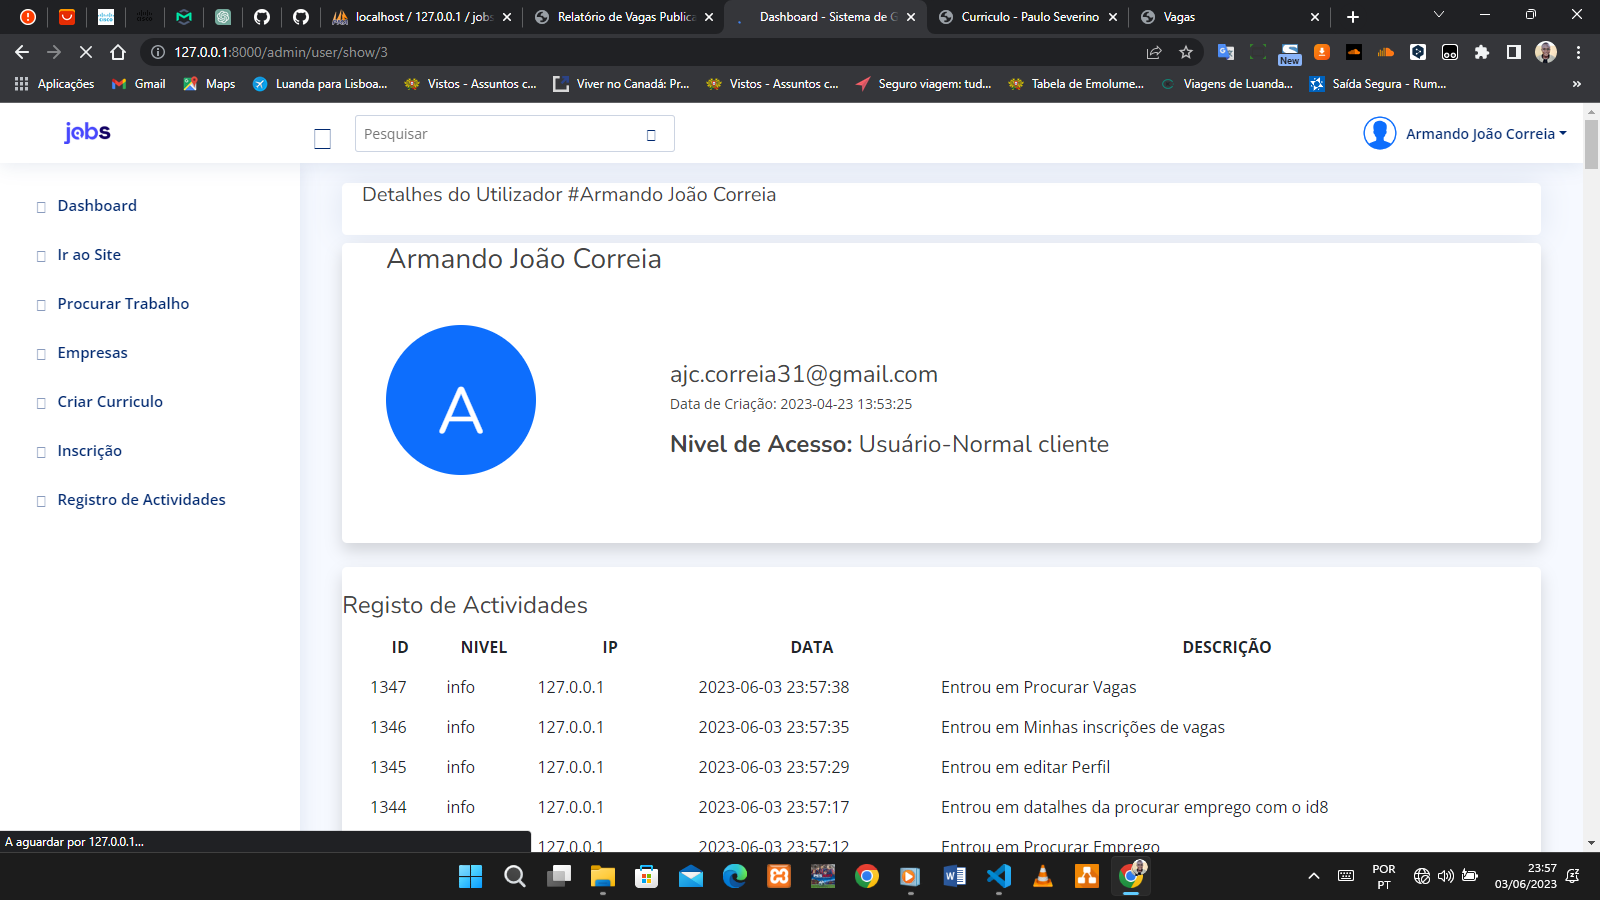 localhost / 127.0.0.1 / jobs
Relatório de Vagas Publica
Dashboard - Sistema de G
Curriculo - Paulo Severino
Vagas
127.0.0.1:8000/admin/user/show/3
New
Aplicações
Gmail
Maps
Luanda para Lisboa...
Vistos - Assuntos c...
Viver no Canadá: Pr...
Vistos - Assuntos c...
Seguro viagem: tud...
Tabela de Emolume...
Viagens de Luanda...
Saída Segura - Rum...
»
jobs
Pesquisar
Armando João Correia
Dashboard
Ir ao Site
Procurar Trabalho
Empresas
Criar Curriculo
Inscrição
Registro de Actividades
Detalhes do Utilizador #Armando João Correia
Armando João Correia
A
ajc.correia31@gmail.com
Data de Criação: 2023-04-23 13:53:25
Nivel de Acesso: Usuário-Normal cliente
Registo de Actividades
ID NIVEL IP DATA DESCRIÇÃO
1347 info 127.0.0.1 2023-06-03 23:57:38 Entrou em Procurar Vagas
1346 info 127.0.0.1 2023-06-03 23:57:35 Entrou em Minhas inscrições de vagas
1345 info 127.0.0.1 2023-06-03 23:57:29 Entrou em editar Perfil
1344 info 127.0.0.1 2023-06-03 23:57:17 Entrou em datalhes da procurar emprego com o id8
127.0.0.1 2023-06-03 23:57:12 Entrou em Procurar Emprego
A aguardar por 127.0.0.1...
POR
PT
23:57
03/06/2023